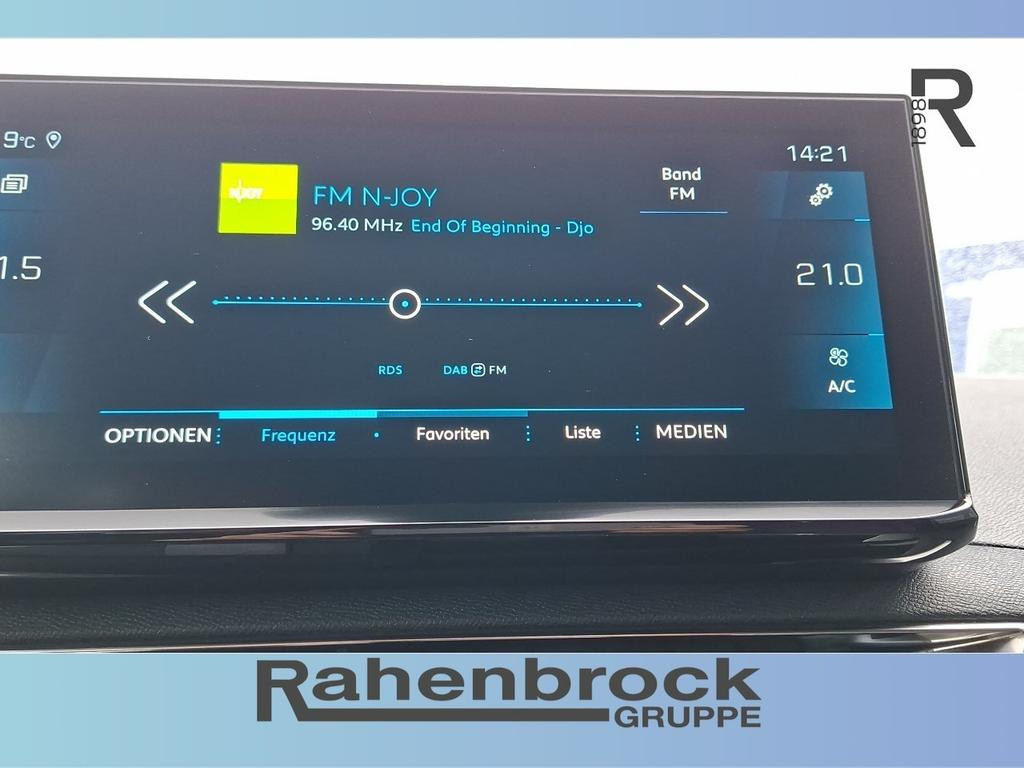 1898
R
9°C
14:21
N-JOY
FM N-JOY
96.40 MHz End Of Beginning - Djo
Band
FM
1.5
21.0
RDS
DAB FM
A/C
OPTIONEN Frequenz Favoriten Liste MEDIEN
Rahenbrock
GRUPPE